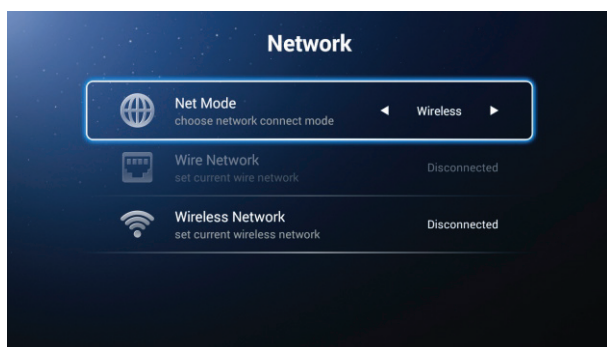 Network
Net Mode
choose network connect mode
Wireless
Wire Network
set current wire network
Disconnected
Wireless Network
set current wireless network
Disconnected